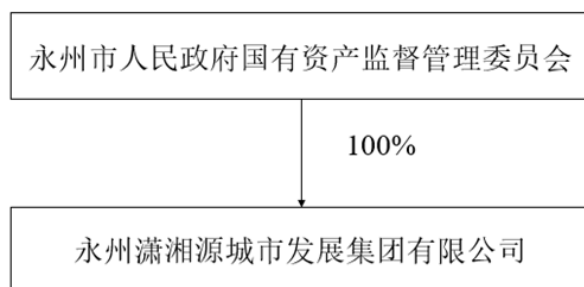 永州市人民政府国有资产监督管理委员会
100%
永州潇湘源城市发展集团有限公司